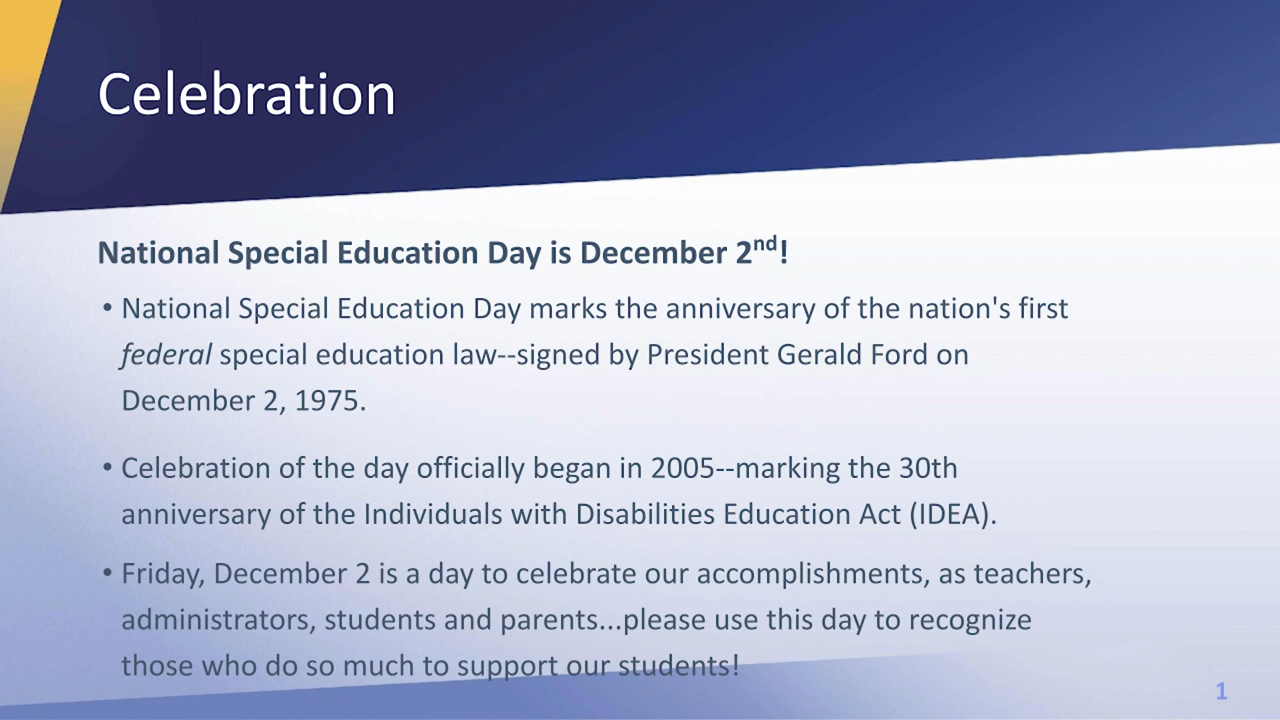 Celebration
National Special Education Day is December 2nd!
• National Special Education Day marks the anniversary of the nation's first
federal special education law--signed by President Gerald Ford on
December 2, 1975.
• Celebration of the day officially began in 2005--marking the 30th
anniversary of the Individuals with Disabilities Education Act (IDEA).
• Friday, December 2 is a day to celebrate our accomplishments, as teachers,
administrators, students and parents...please use this day to recognize
those who do so much to support our students!
1